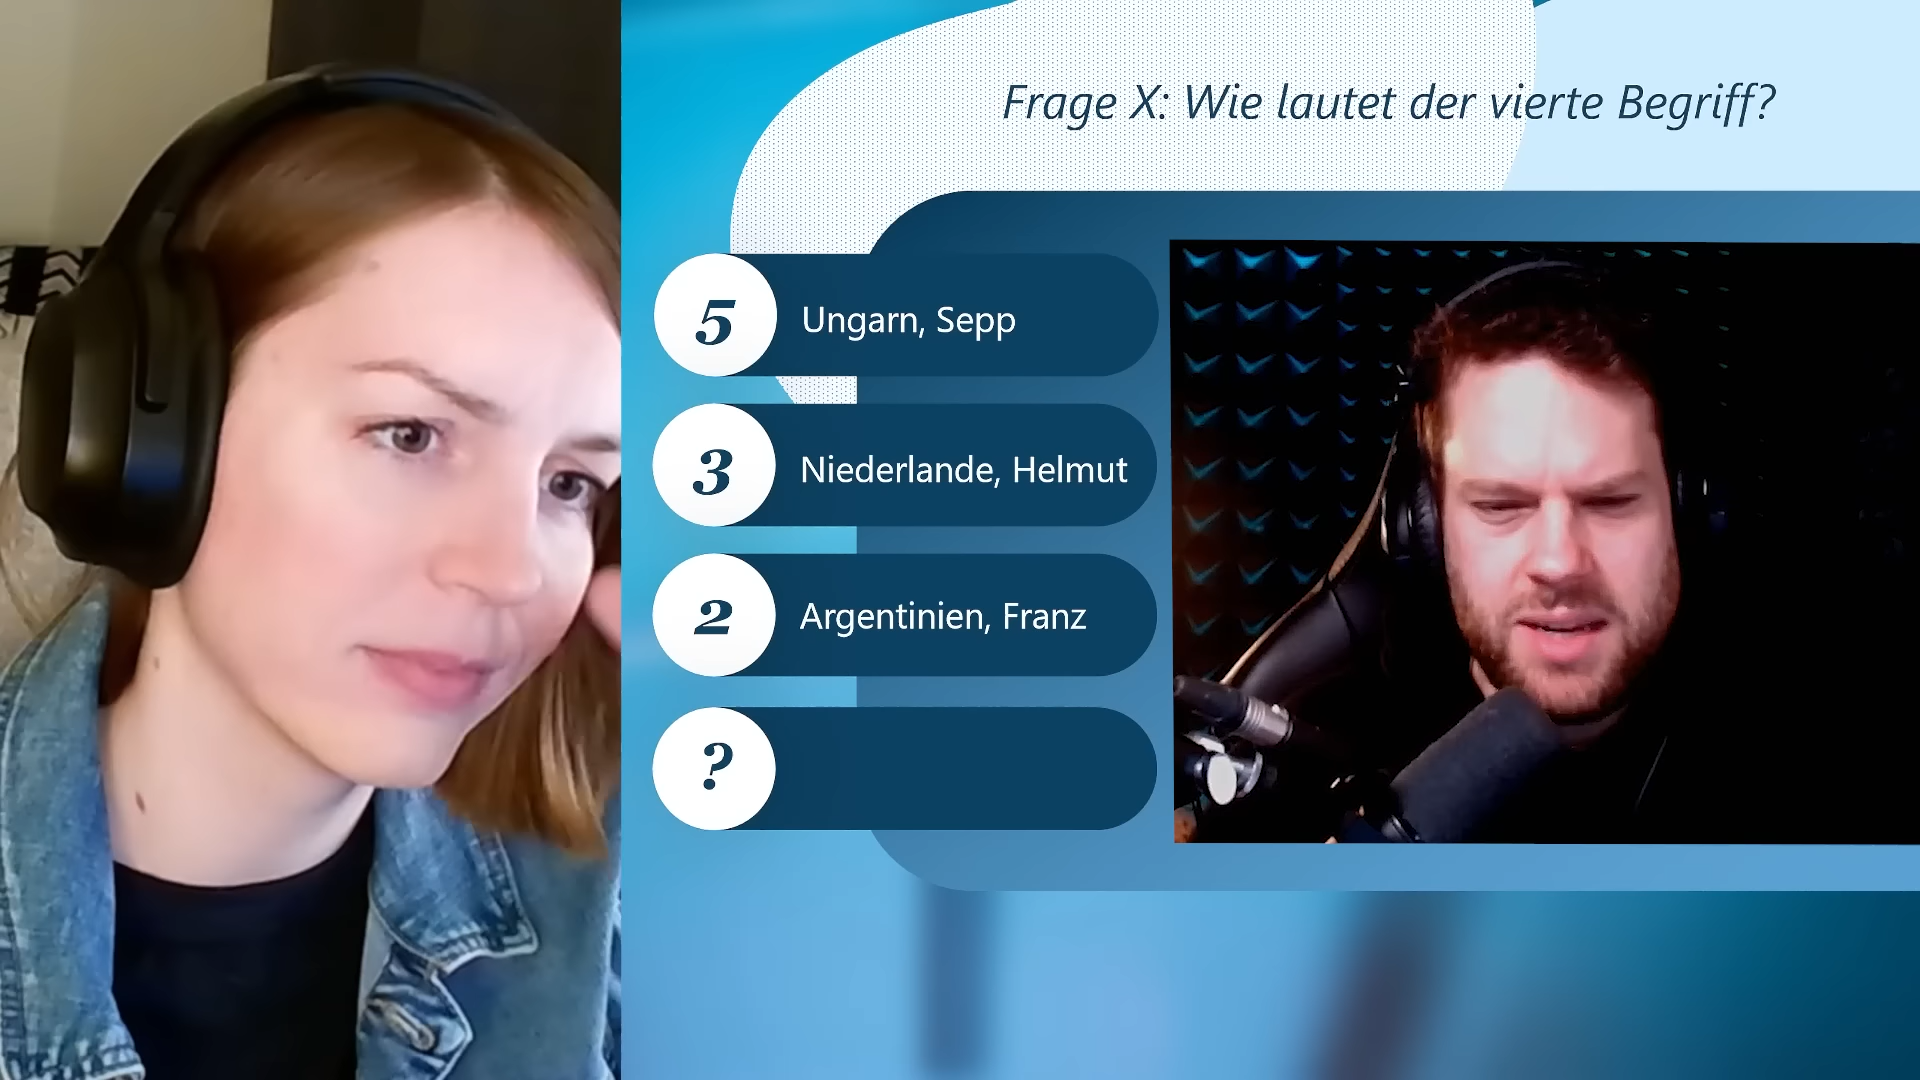 Frage X: Wie lautet der vierte Begriff?
5 Ungarn, Sepp
3 Niederlande, Helmut
2 Argentinien, Franz
?